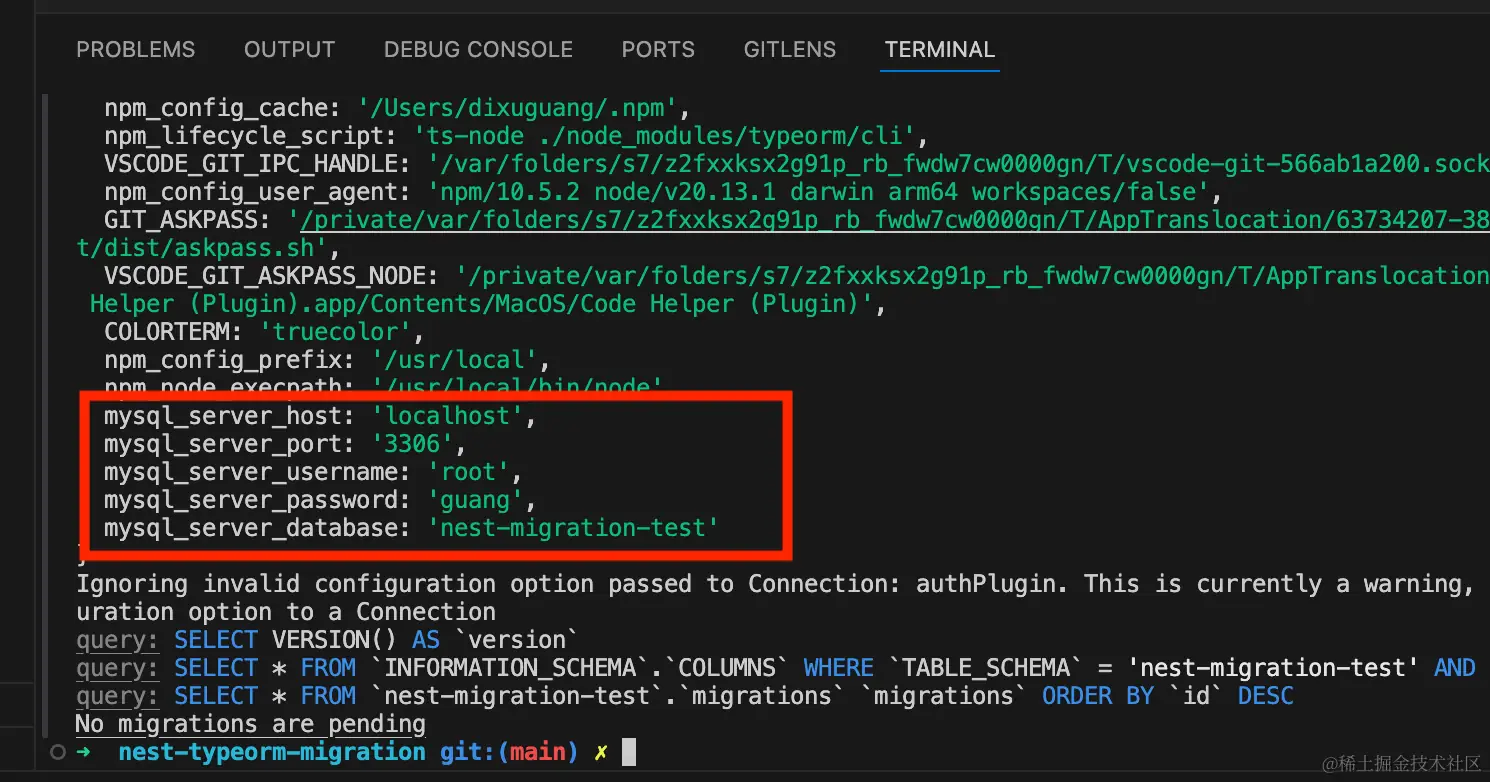 PROBLEMS OUTPUT DEBUG CONSOLE PORTS GITLENS TERMINAL
npm_config_cache: '/Users/dixuguang/.npm',
npm_lifecycle_script: 'ts-node ./node_modules/typeorm/cli',
VSCODE_GIT_IPC_HANDLE: '/var/folders/s7/z2fxxksx2g91p_rb_fwdw7cw0000gn/T/vscode-git-566ab1a200.sock
npm_config_user_agent: 'npm/10.5.2 node/v20.13.1 darwin arm64 workspaces/false',
GIT_ASKPASS: '/private/var/folders/s7/z2fxxksx2g91p_rb_fwdw7cw0000gn/T/AppTranslocation/63734207-38
t/dist/askpass.sh',
VSCODE_GIT_ASKPASS_NODE: '/private/var/folders/s7/z2fxxksx2g91p_rb_fwdw7cw0000gn/T/AppTranslocation
Helper (Plugin).app/Contents/MacOS/Code Helper (Plugin)',
COLORTERM: 'truecolor',
npm_config_prefix: '/usr/local',
npm_node_execpath: '/usr/local/bin/node',
mysql_server_host: 'localhost',
mysql_server_port: '3306',
mysql_server_username: 'root',
mysql_server_password: 'guang',
mysql_server_database: 'nest-migration-test'
}
Ignoring invalid configuration option passed to Connection: authPlugin. This is currently a warning,
uration option to a Connection
query: SELECT VERSION() AS `version`
query: SELECT * FROM `INFORMATION_SCHEMA`.`COLUMNS` WHERE `TABLE_SCHEMA` = 'nest-migration-test' AND
query: SELECT * FROM `nest-migration-test`.`migrations` `migrations` ORDER BY `id` DESC
No migrations are pending
➜ nest-typeorm-migration git:(main) ✗
@稀土掘金技术社区